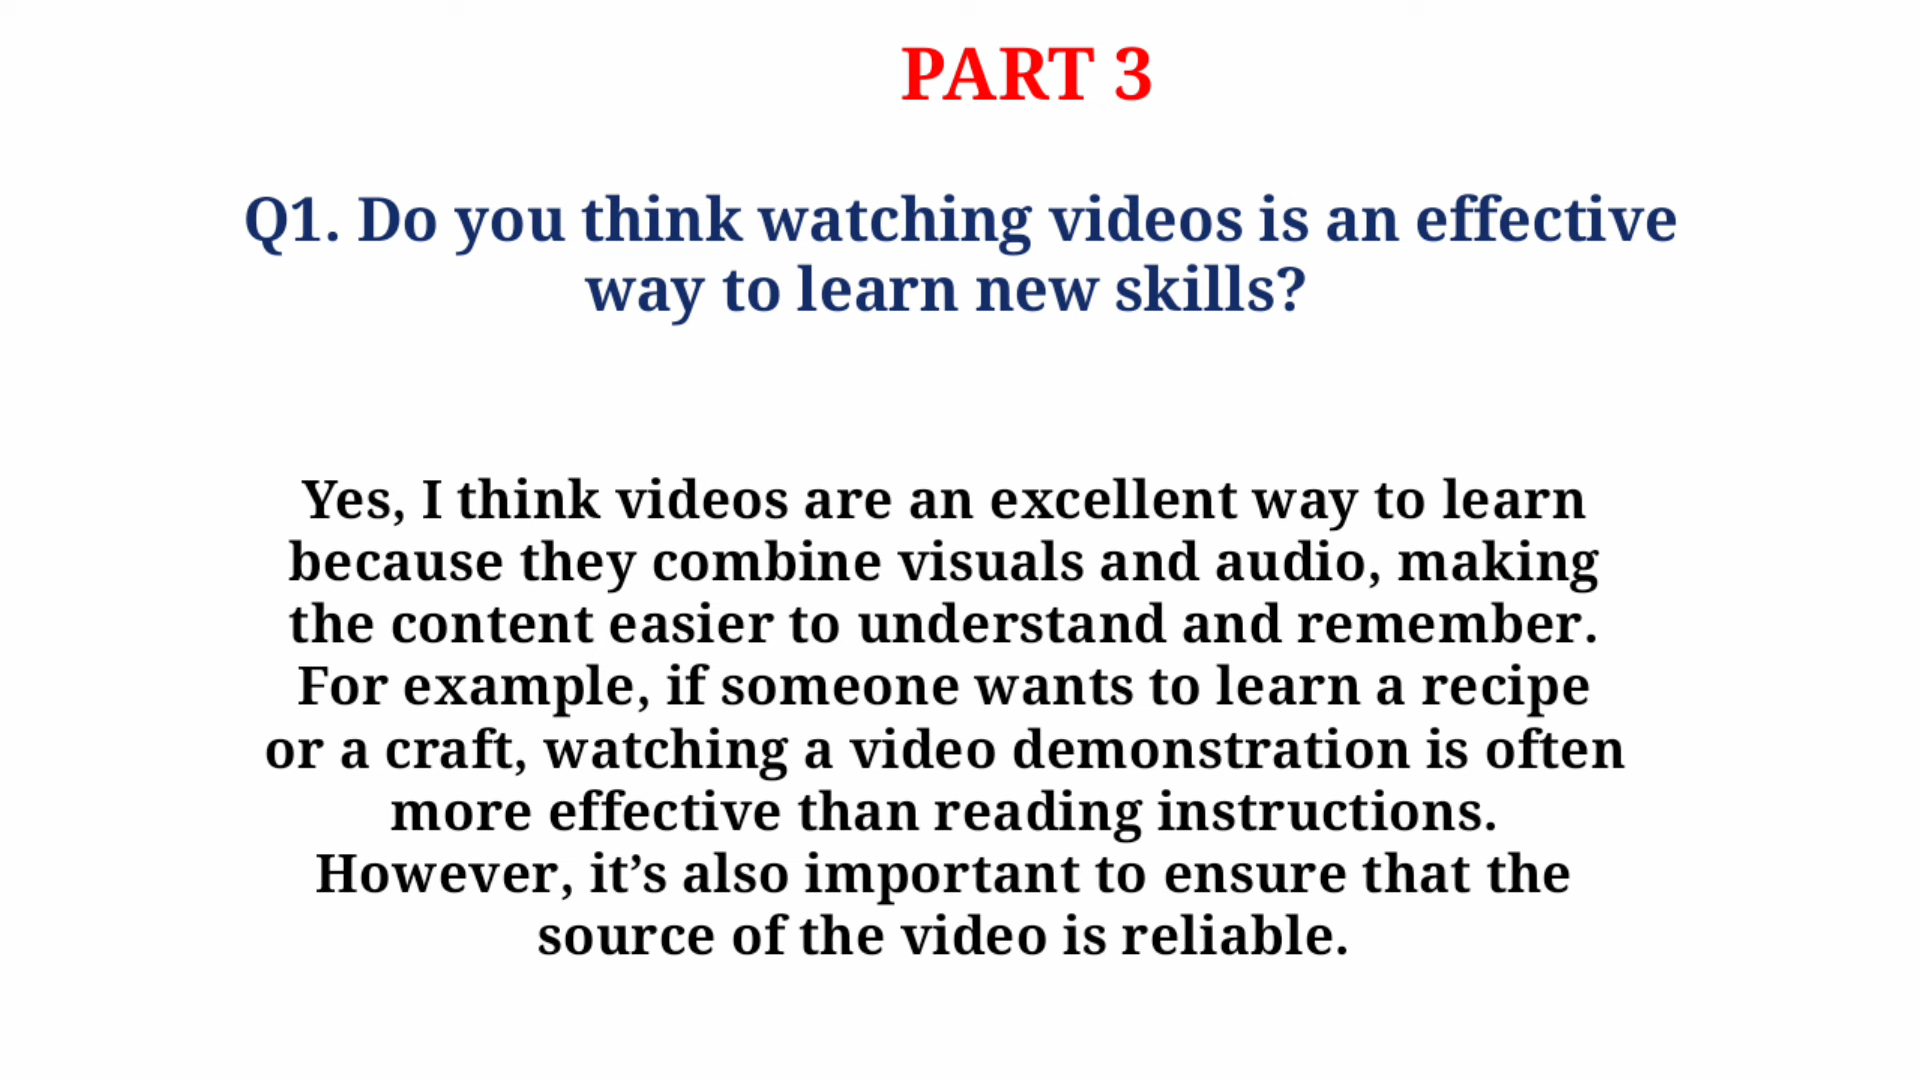 PART 3
Q1. Do you think watching videos is an effective
way to learn new skills?
Yes, I think videos are an excellent way to learn
because they combine visuals and audio, making
the content easier to understand and remember.
For example, if someone wants to learn a recipe
or a craft, watching a video demonstration is often
more effective than reading instructions.
However, it’s also important to ensure that the
source of the video is reliable.